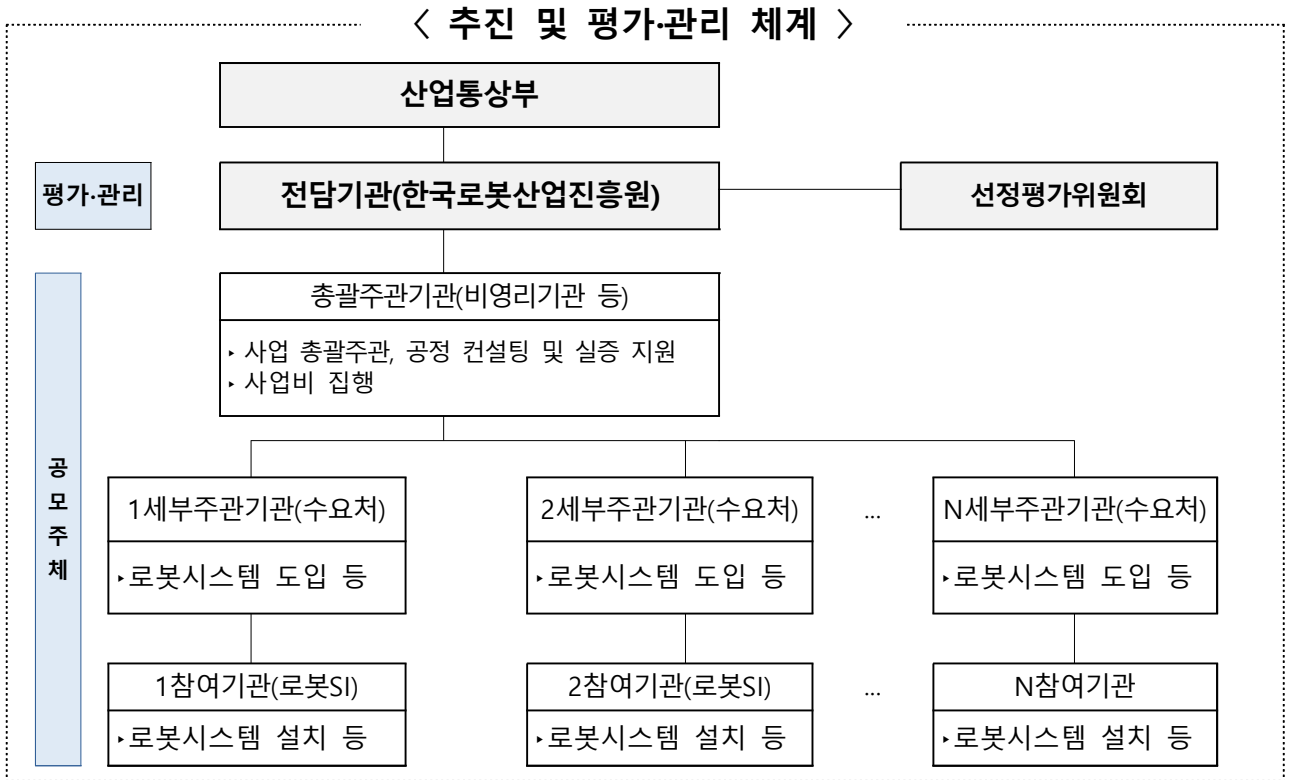 〈 추진 및 평가·관리 체계 〉
산업통상부
평가·관리
전담기관(한국로봇산업진흥원)
선정평가위원회
공모주체
총괄주관기관(비영리기관 등)
‣ 사업 총괄주관, 공정 컨설팅 및 실증 지원
‣ 사업비 집행
1세부주관기관(수요처)
2세부주관기관(수요처)
...
N세부주관기관(수요처)
‣로봇시스템 도입 등
‣로봇시스템 도입 등
‣로봇시스템 도입 등
1참여기관(로봇SI)
2참여기관(로봇SI)
...
N참여기관
‣로봇시스템 설치 등
‣로봇시스템 설치 등
‣로봇시스템 설치 등